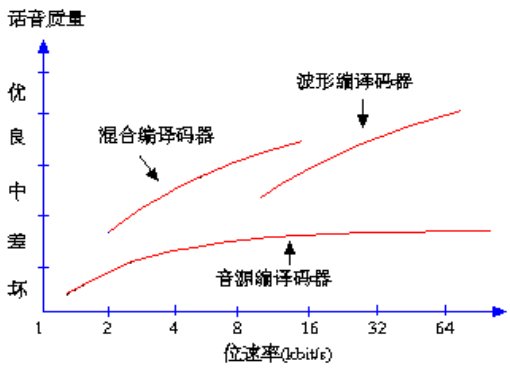 话音质量
波形编译码器
优
混合编译码器
良
中
差
音源编译码器
坏
1 2 4 8 16 32 64
位速率(kbit/s)